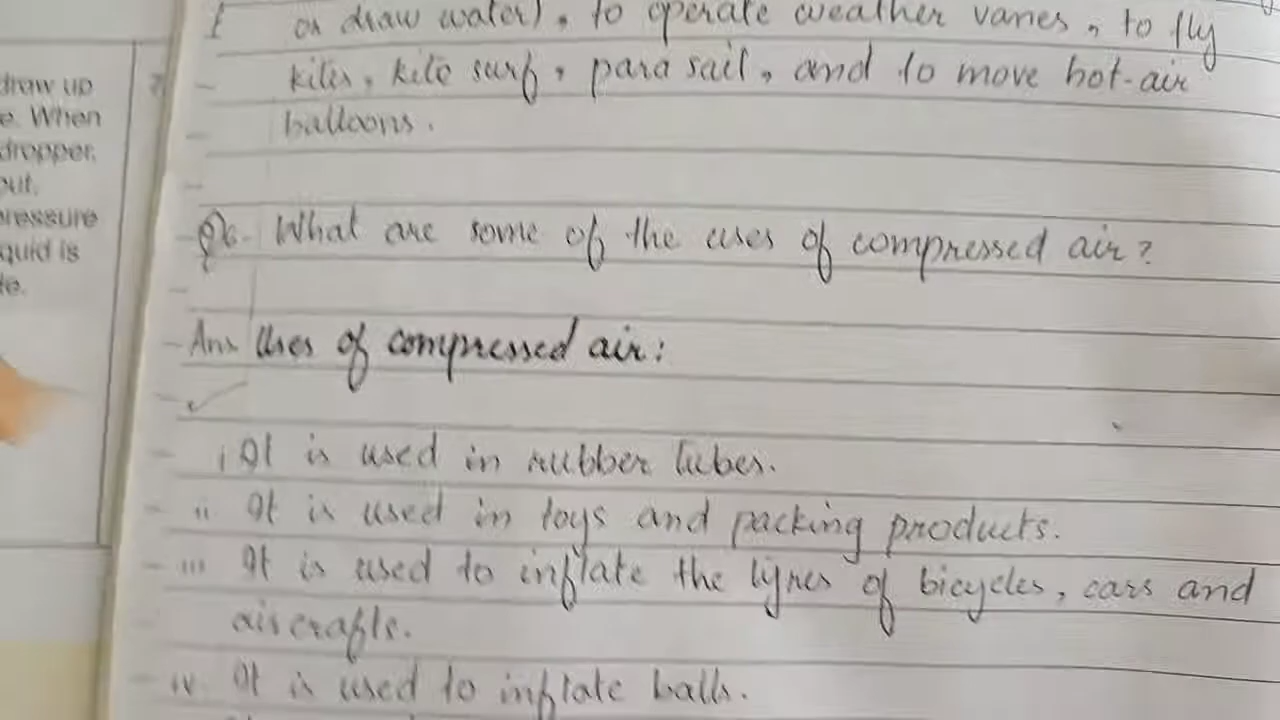 or draw water), to operate weather vanes, to fly
kites, kite surf, para sail, and to move hot-air
balloons.
draw up
e. When
dropper,
out.
pressure
quid is
le.
Q6. What are some of the uses of compressed air?
Ans Uses of compressed air:
i It is used in rubber tubes.
ii It is used in toys and packing products.
iii It is used to inflate the tyres of bicycles, cars and
aircrafts.
iv. It is used to inflate balls.